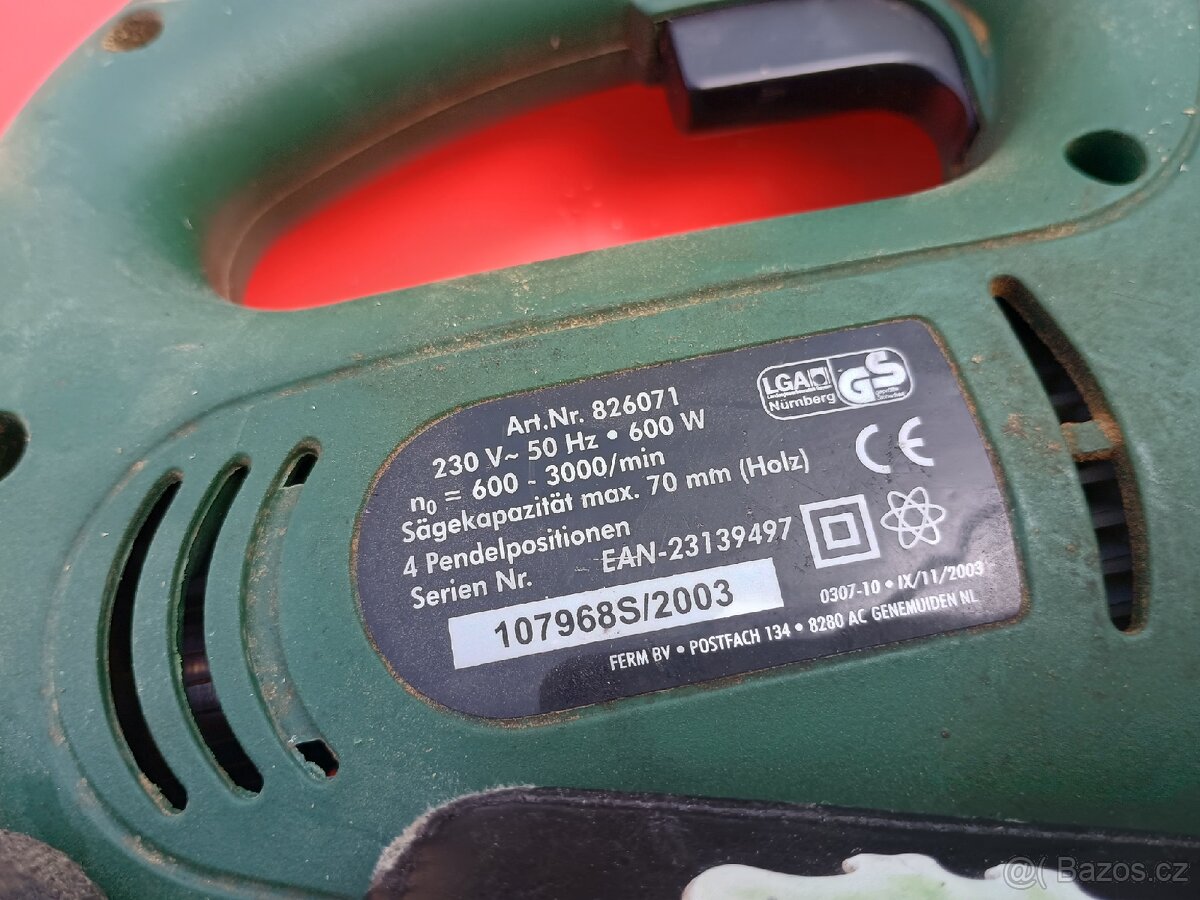 Art.Nr. 826071
230 V~ 50 Hz • 600 W
n0 = 600 - 3000/min
Sägekapazität max. 70 mm (Holz)
4 Pendelpositionen
Serien Nr. EAN-23139497
107968S/2003
LGA
Nürnberg
GS
geprüfte
Sicherheit
CE
0307-10 • IX/11/2003
FERM BV • POSTFACH 134 • 8280 AC GENEMUIDEN NL
@( Bazos.cz